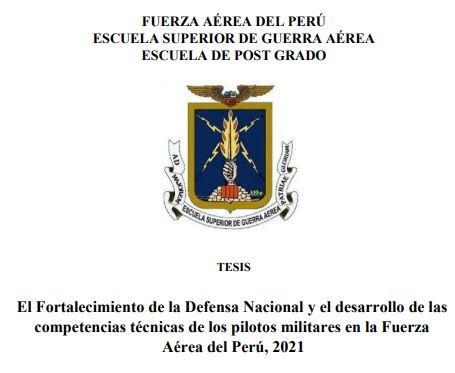 FUERZA AÉREA DEL PERÚ
ESCUELA SUPERIOR DE GUERRA AÉREA
ESCUELA DE POST GRADO
AD
PATRIAE GLORIAM
ESCUELA SUPERIOR DE GUERRA AEREA
TESIS
El Fortalecimiento de la Defensa Nacional y el desarrollo de las
competencias técnicas de los pilotos militares en la Fuerza
Aérea del Perú, 2021